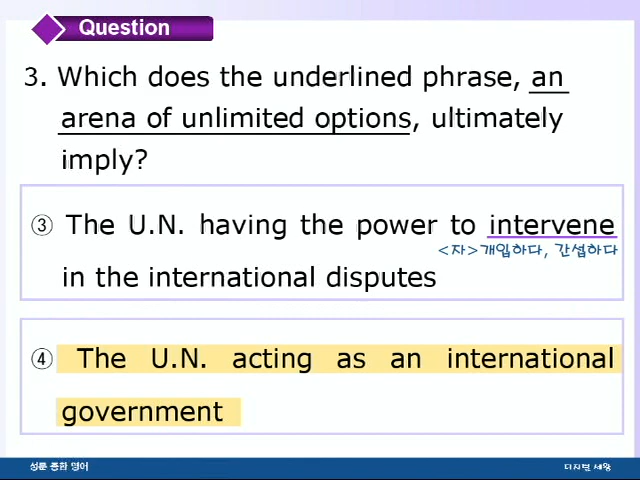 Question
3. Which does the underlined phrase, an
arena of unlimited options, ultimately
imply?
③ The U.N. having the power to intervene
<자>개입하다, 간섭하다
in the international disputes
④ The U.N. acting as an international
government
성문 종합 영어
디지털 세왕